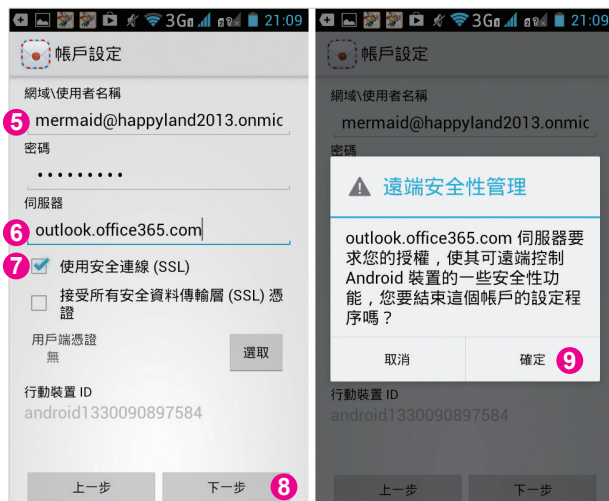 3G 21:09
帳戶設定
網域\使用者名稱
5 mermaid@happyland2013.onmic
密碼
•••••••••
伺服器
6 outlook.office365.com
7 使用安全連線 (SSL)
接受所有安全資料傳輸層 (SSL) 憑
證
用戶端憑證
無
選取
行動裝置 ID
android1330090897584
上一步 下一步 8
3G 21:09
帳戶設定
網域\使用者名稱
mermaid@happyland2013.onmic
密碼
遠端安全性管理
outlook.office365.com 伺服器要
求您的授權，使其可遠端控制
Android 裝置的一些安全性功
能，您要結束這個帳戶的設定程
序嗎？
取消 確定 9
行動裝置 ID
android1330090897584
上一步 下一步